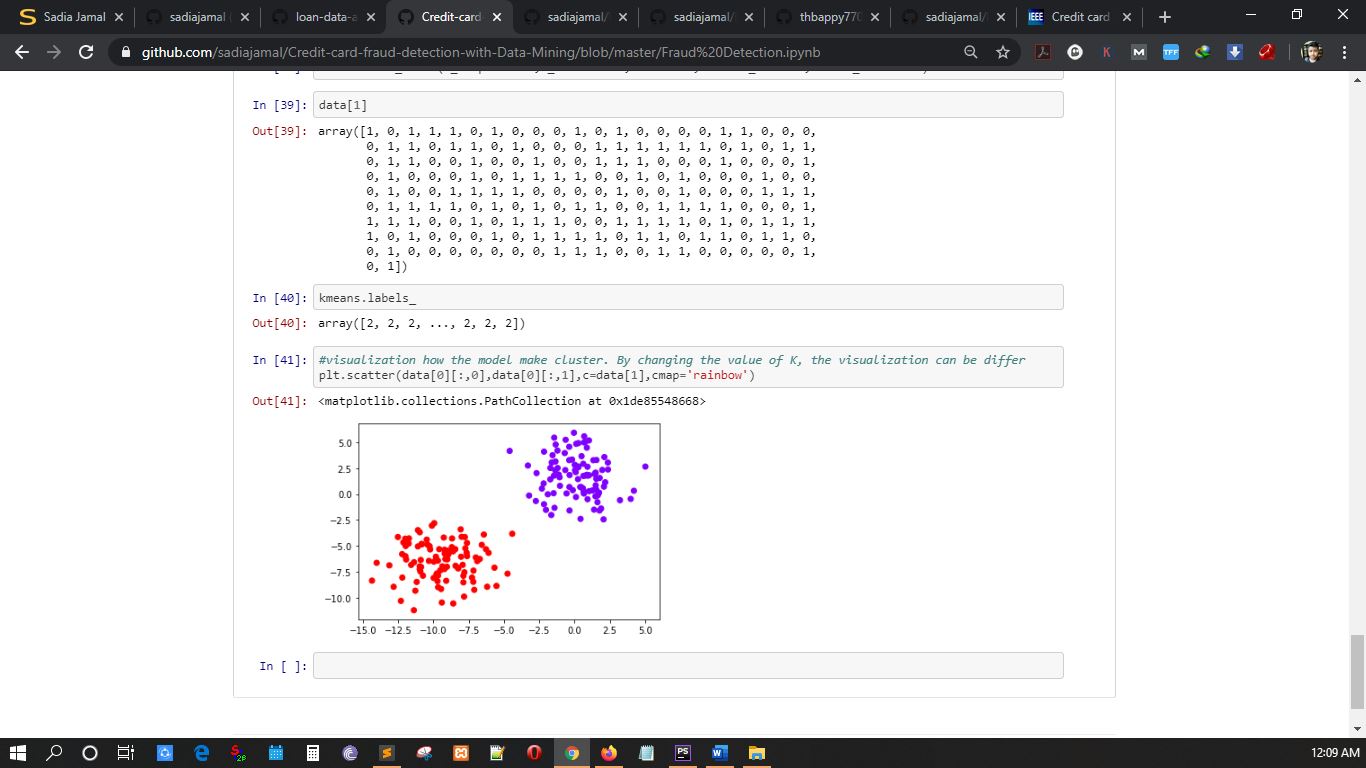 Sadia Jamal
sadiajamal
loan-data-a
Credit-card
sadiajamal/
sadiajamal/
thbappy770
sadiajamal/
IEEE Credit card
github.com/sadiajamal/Credit-card-fraud-detection-with-Data-Mining/blob/master/Fraud%20Detection.ipynb
In [39]: data[1]
Out[39]: array([1, 0, 1, 1, 1, 0, 1, 0, 0, 0, 1, 0, 1, 0, 0, 0, 0, 1, 1, 0, 0, 0,
0, 1, 1, 0, 1, 1, 0, 1, 0, 0, 0, 1, 1, 1, 1, 1, 1, 0, 1, 0, 1, 1,
0, 1, 1, 0, 0, 1, 0, 0, 1, 0, 0, 1, 1, 1, 0, 0, 0, 1, 0, 0, 0, 1,
0, 1, 0, 0, 0, 1, 0, 1, 1, 1, 1, 0, 0, 1, 0, 1, 0, 0, 0, 1, 0, 0,
0, 1, 0, 0, 1, 1, 1, 1, 0, 0, 0, 0, 1, 0, 0, 1, 0, 0, 0, 1, 1, 1,
0, 1, 1, 1, 1, 0, 1, 0, 1, 0, 0, 1, 0, 1, 1, 0, 1, 1, 1, 1, 0, 0, 0, 1,
1, 1, 1, 0, 0, 1, 0, 1, 1, 1, 0, 0, 1, 1, 1, 1, 0, 1, 0, 1, 1, 1,
1, 0, 1, 0, 0, 0, 1, 0, 1, 1, 1, 1, 0, 1, 1, 0, 1, 1, 0, 1, 1, 0,
0, 1, 0, 0, 0, 0, 0, 0, 0, 1, 1, 1, 0, 0, 1, 1, 0, 0, 0, 0, 0, 1,
0, 1])
In [40]: kmeans.labels_
Out[40]: array([2, 2, 2, ..., 2, 2, 2])
In [41]: #visualization how the model make cluster. By changing the value of K, the visualization can be differ
plt.scatter(data[0][:,0],data[0][:,1],c=data[1],cmap='rainbow')
Out[41]: <matplotlib.collections.PathCollection at 0x1de85548668>
5.0
2.5
0.0
−2.5
−5.0
−7.5
−10.0
−15.0 −12.5 −10.0 −7.5 −5.0 −2.5 0.0 2.5 5.0
In [ ]:
12:09 AM